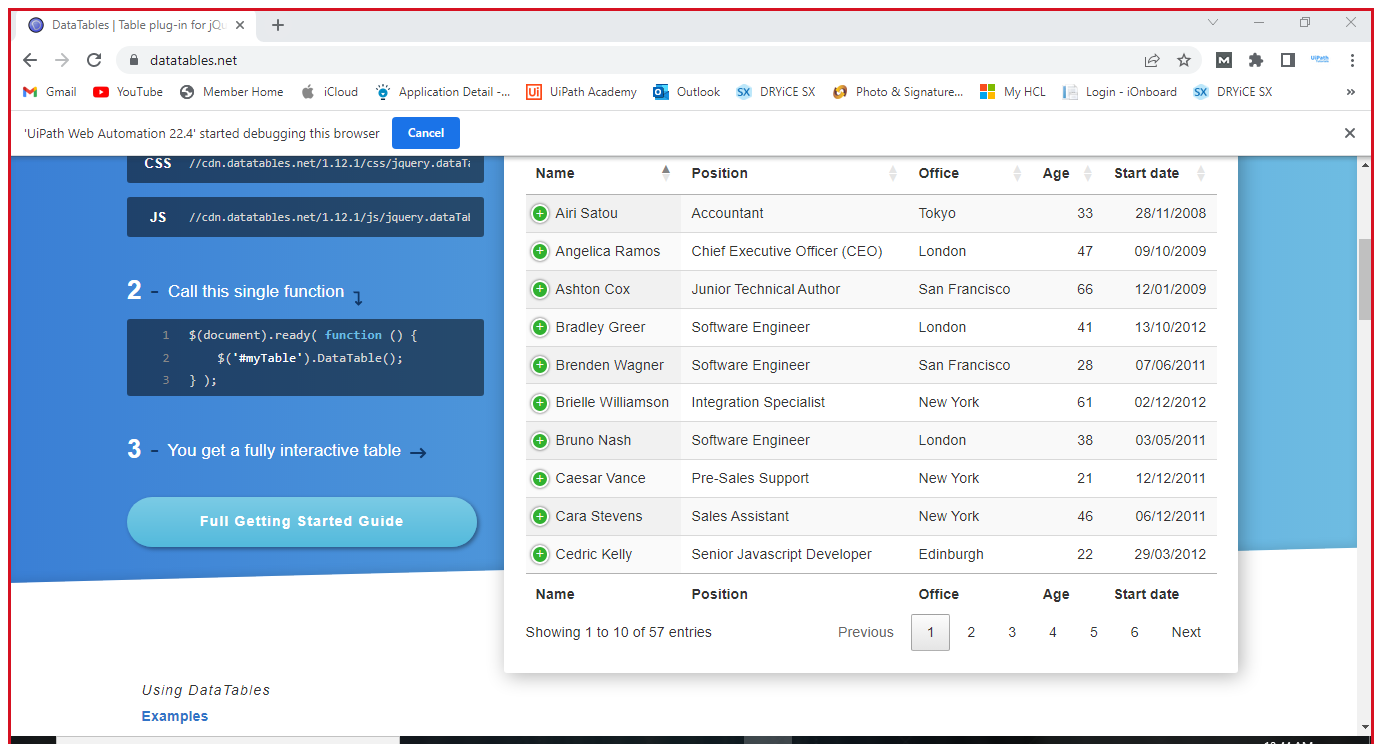 DataTables | Table plug-in for jQu
datatables.net
UiPath
Gmail
YouTube
Member Home
iCloud
Application Detail -...
UiPath Academy
Outlook
DRYiCE SX
Photo & Signature...
My HCL
Login - iOnboard
DRYiCE SX
»
'UiPath Web Automation 22.4' started debugging this browser
Cancel
CSS //cdn.datatables.net/1.12.1/css/jquery.dataTa
JS //cdn.datatables.net/1.12.1/js/jquery.dataTab
2 - Call this single function
1 $(document).ready( function () {
2 $('#myTable').DataTable();
3 } );
3 - You get a fully interactive table →
Full Getting Started Guide
Name Position Office Age Start date
Airi Satou Accountant Tokyo 33 28/11/2008
Angelica Ramos Chief Executive Officer (CEO) London 47 09/10/2009
Ashton Cox Junior Technical Author San Francisco 66 12/01/2009
Bradley Greer Software Engineer London 41 13/10/2012
Brenden Wagner Software Engineer San Francisco 28 07/06/2011
Brielle Williamson Integration Specialist New York 61 02/12/2012
Bruno Nash Software Engineer London 38 03/05/2011
Caesar Vance Pre-Sales Support New York 21 12/12/2011
Cara Stevens Sales Assistant New York 46 06/12/2011
Cedric Kelly Senior Javascript Developer Edinburgh 22 29/03/2012
Name Position Office Age Start date
Showing 1 to 10 of 57 entries
Previous 1 2 3 4 5 6 Next
Using DataTables
Examples